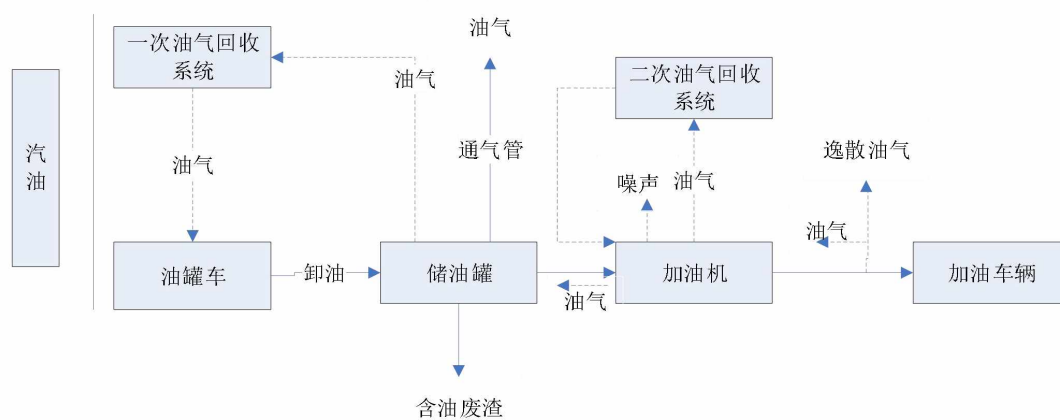 汽
油
一次油气回收
系统
油气
油气
油气
通气管
二次油气回收
系统
噪声
油气
逸散油气
油气
油罐车
卸油
储油罐
油气
加油机
加油车辆
含油废渣